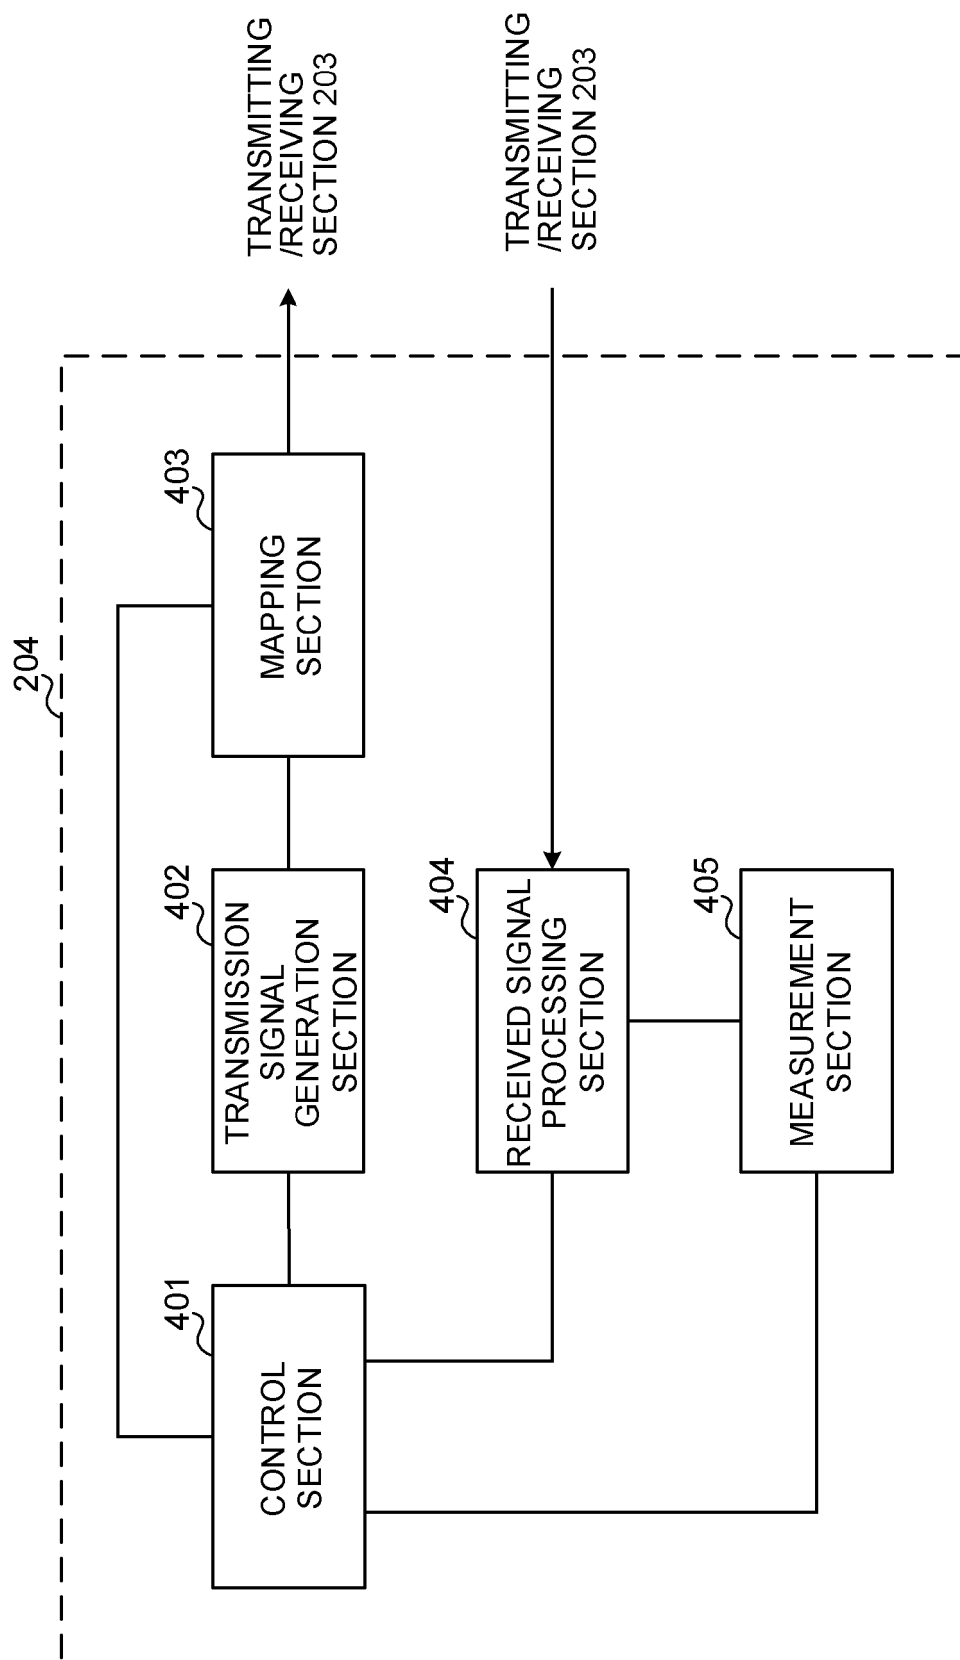 204
403
MAPPING
SECTION
TRANSMITTING
/RECEIVING
SECTION 203
402
TRANSMISSION
SIGNAL
GENERATION
SECTION
401
CONTROL
SECTION
404
RECEIVED SIGNAL
PROCESSING
SECTION
TRANSMITTING
/RECEIVING
SECTION 203
405
MEASUREMENT
SECTION